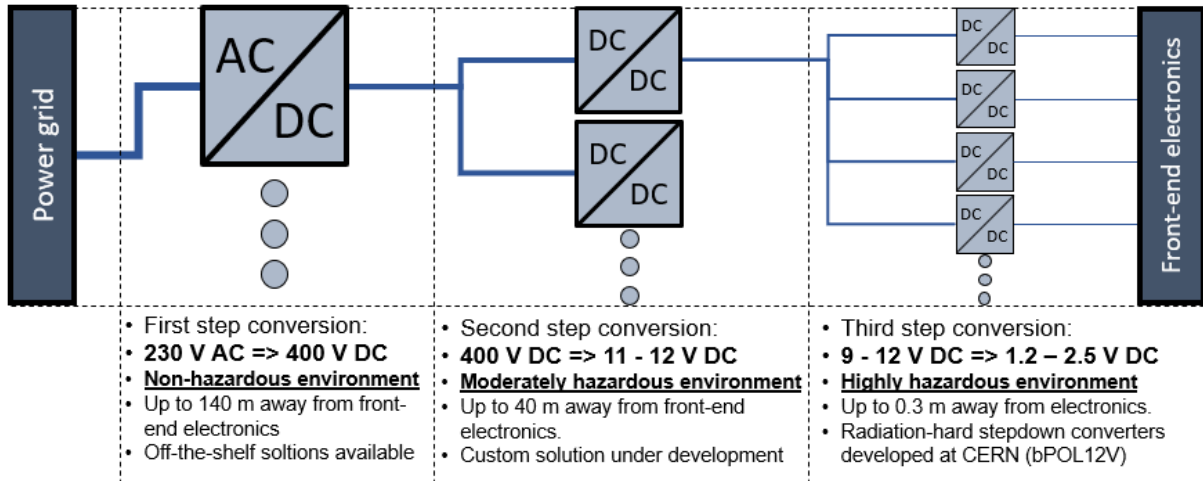 Power grid
AC
DC
DC
DC
DC
DC
DC
DC
DC
DC
DC
DC
DC
DC
Front-end electronics
• First step conversion:
• 230 V AC => 400 V DC
• Non-hazardous environment
• Up to 140 m away from front-
end electronics
• Off-the-shelf soltions available
• Second step conversion:
• 400 V DC => 11 - 12 V DC
• Moderately hazardous environment
• Up to 40 m away from front-end
electronics.
• Custom solution under development
• Third step conversion:
• 9 - 12 V DC => 1.2 – 2.5 V DC
• Highly hazardous environment
• Up to 0.3 m away from electronics.
• Radiation-hard stepdown converters
developed at CERN (bPOL12V)